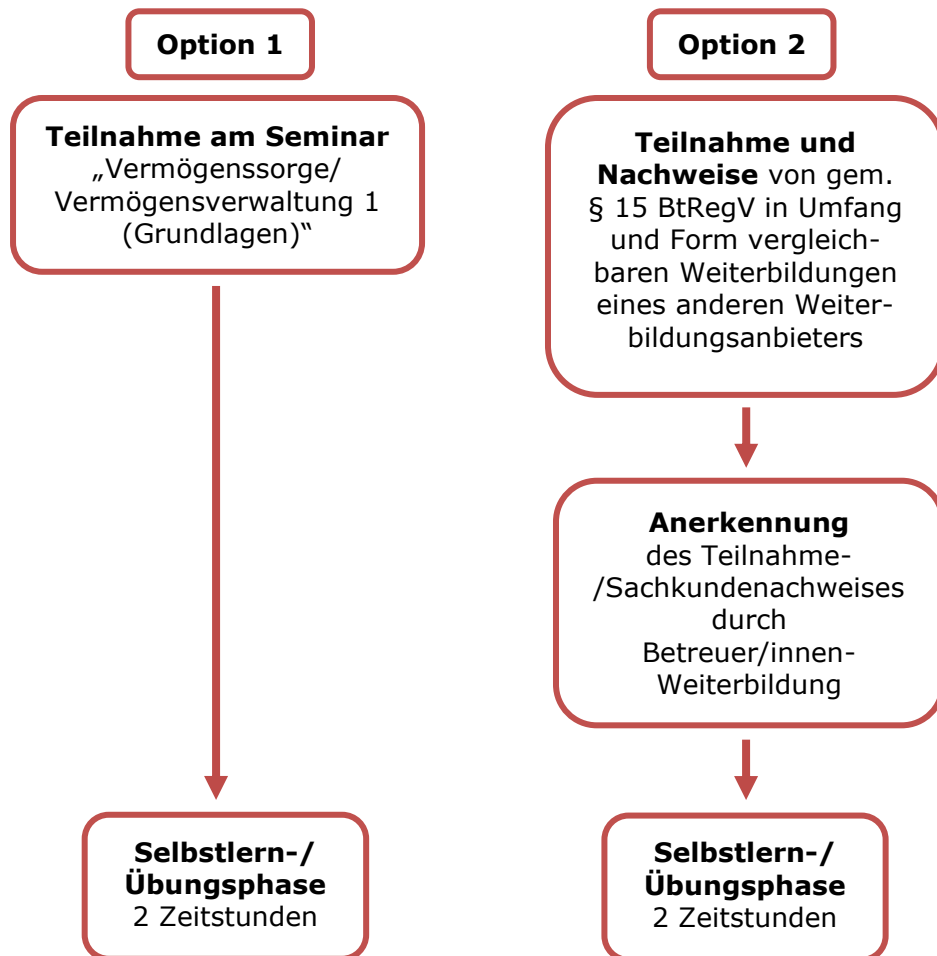 Option 1
Teilnahme am Seminar
„Vermögenssorge/
Vermögensverwaltung 1
(Grundlagen)“
Selbstlern-/
Übungsphase
2 Zeitstunden
Option 2
Teilnahme und
Nachweise von gem.
§ 15 BtRegV in Umfang
und Form vergleich-
baren Weiterbildungen
eines anderen Weiter-
bildungsanbieters
Anerkennung
des Teilnahme-
/Sachkundenachweises
durch
Betreuer/innen-
Weiterbildung
Selbstlern-/
Übungsphase
2 Zeitstunden